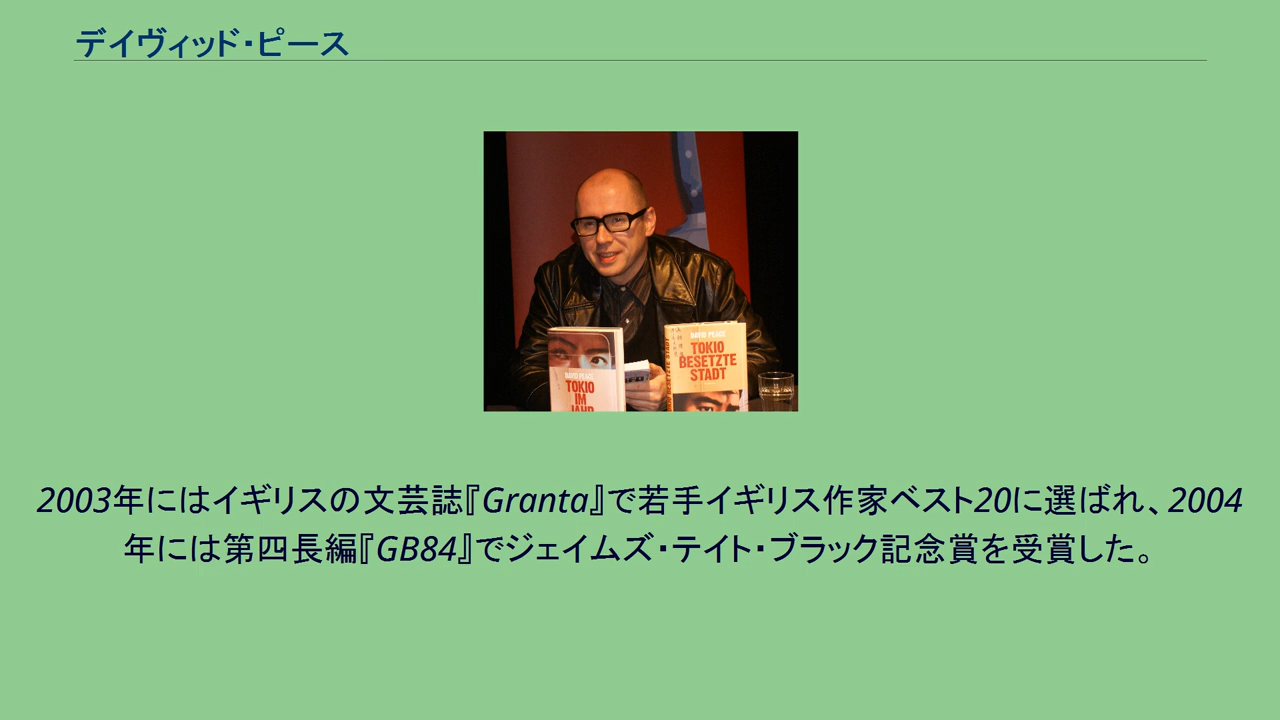 デイヴィッド・ピース
DAVID PEACE
TOKIO
IM
JAHR
DAVID PEACE
TOKIO
BESETZTE
STADT
2003年にはイギリスの文芸誌『Granta』で若手イギリス作家ベスト20に選ばれ、2004
年には第四長編『GB84』でジェイムズ・テイト・ブラック記念賞を受賞した。